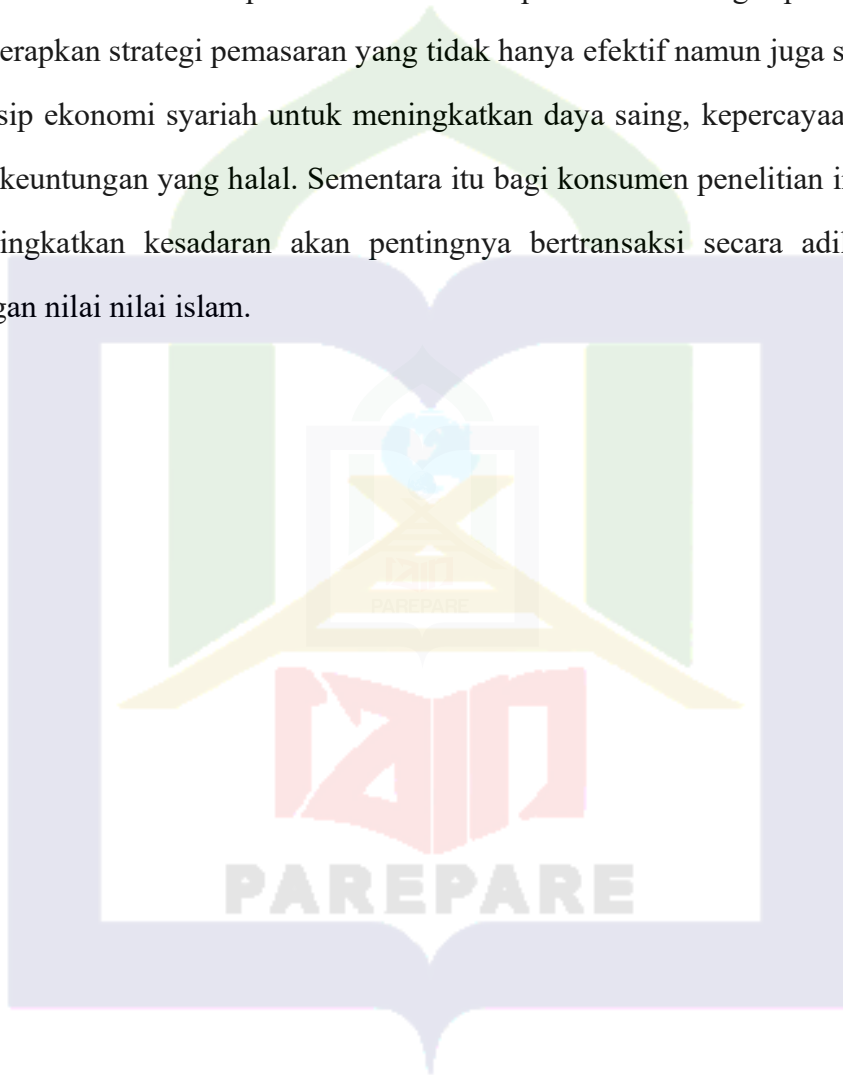 erapkan strategi pemasaran yang tidak hanya efektif namun juga s
sip ekonomi syariah untuk meningkatkan daya saing, kepercayaa
keuntungan yang halal. Sementara itu bagi konsumen penelitian i
ingkatkan kesadaran akan pentingnya bertransaksi secara adil
gan nilai nilai islam.
iain
PAREPARE
iain
PAREPARE